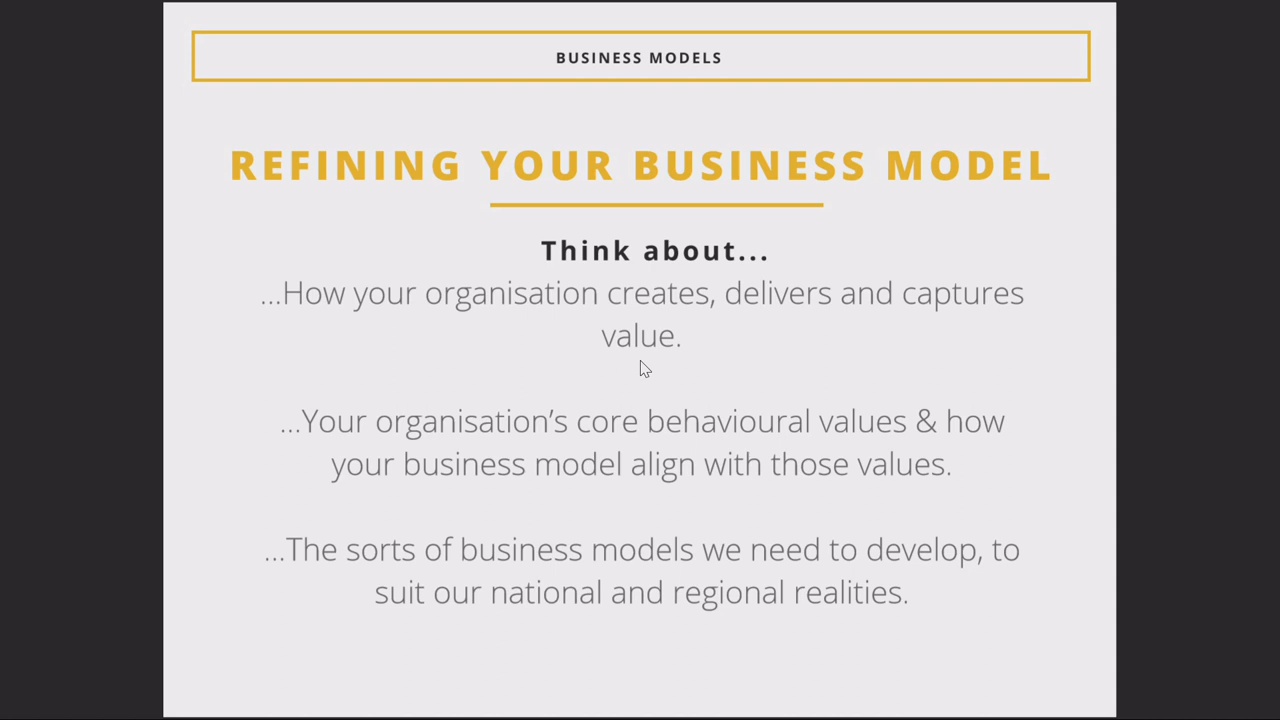 BUSINESS MODELS
REFINING YOUR BUSINESS MODEL
Think about...
...How your organisation creates, delivers and captures
value.
...Your organisation’s core behavioural values & how
your business model align with those values.
...The sorts of business models we need to develop, to
suit our national and regional realities.